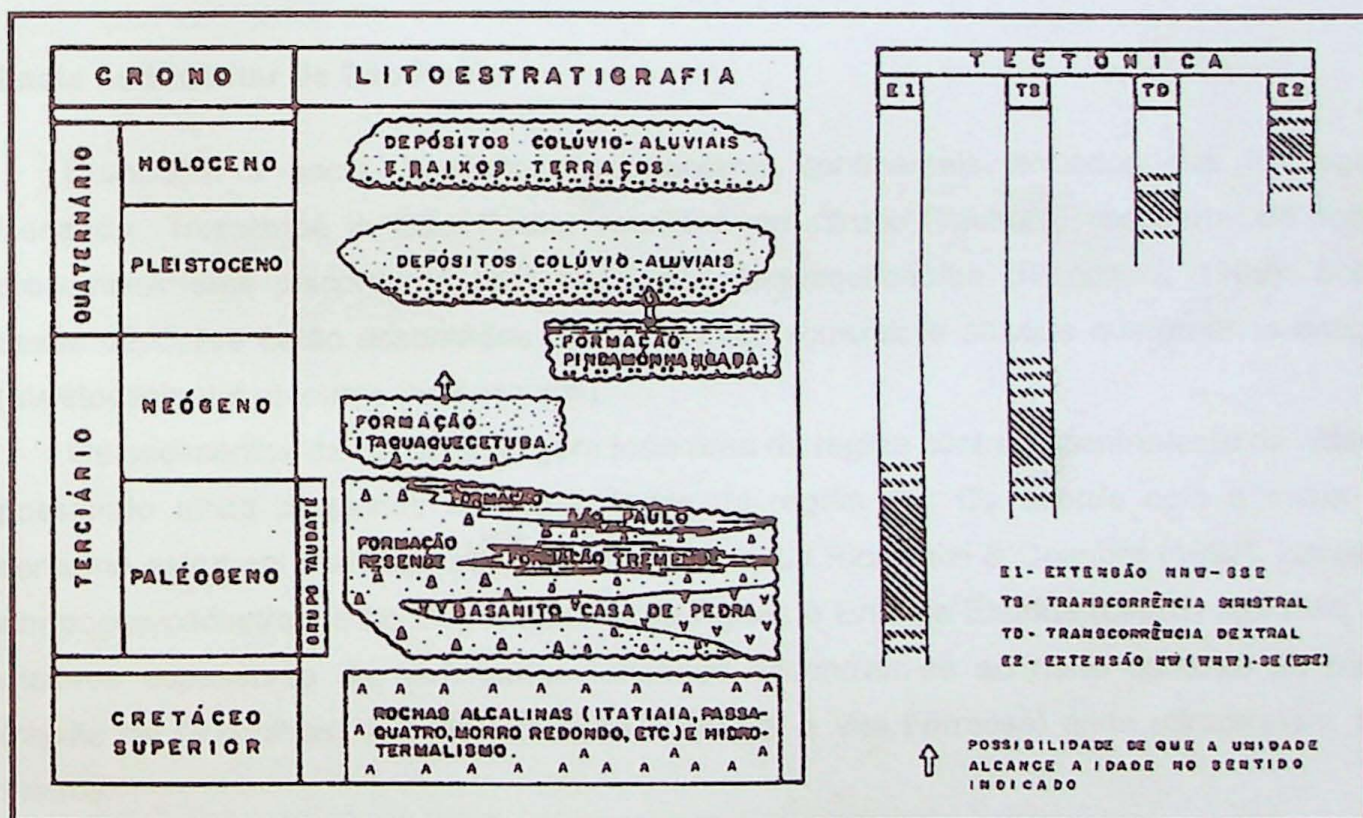 CRONO
LITOESTRATIGRAFIA
QUATERNÁRIO
HOLOCENO
DEPÓSITOS COLÚVIO-ALUVIAIS
E BAIXOS TERRAÇOS
PLEISTOCENO
DEPÓSITOS COLÚVIO-ALUVIAIS
TERCIÁRIO
NEÓGENO
FORMAÇÃO
PINDAMONHANGABA
FORMAÇÃO
ITAQUAQUECETUBA
PALÉOGENO
GRUPO TAUBATÉ
FORMAÇÃO
SÃO PAULO
FORMAÇÃO
RESENDE
FORMAÇÃO TREMEMBÉ
BASANITO CASA DE PEDRA
CRETÁCEO
SUPERIOR
ROCHAS ALCALINAS (ITATIAIA, PASSA-
QUATRO, MORRO REDONDO, ETC) E HIDRO-
TERMALISMO.
TECTÔNICA
E1
TS
TD
E2
E1- EXTENSÃO NNW-SSE
TS- TRANSCORRÊNCIA SINISTRAL
TD- TRANSCORRÊNCIA DEXTRAL
E2- EXTENSÃO NW(WNW)-SE(ESE)
POSSIBILIDADE DE QUE A UNIDADE
ALCANCE A IDADE NO SENTIDO
INDICADO